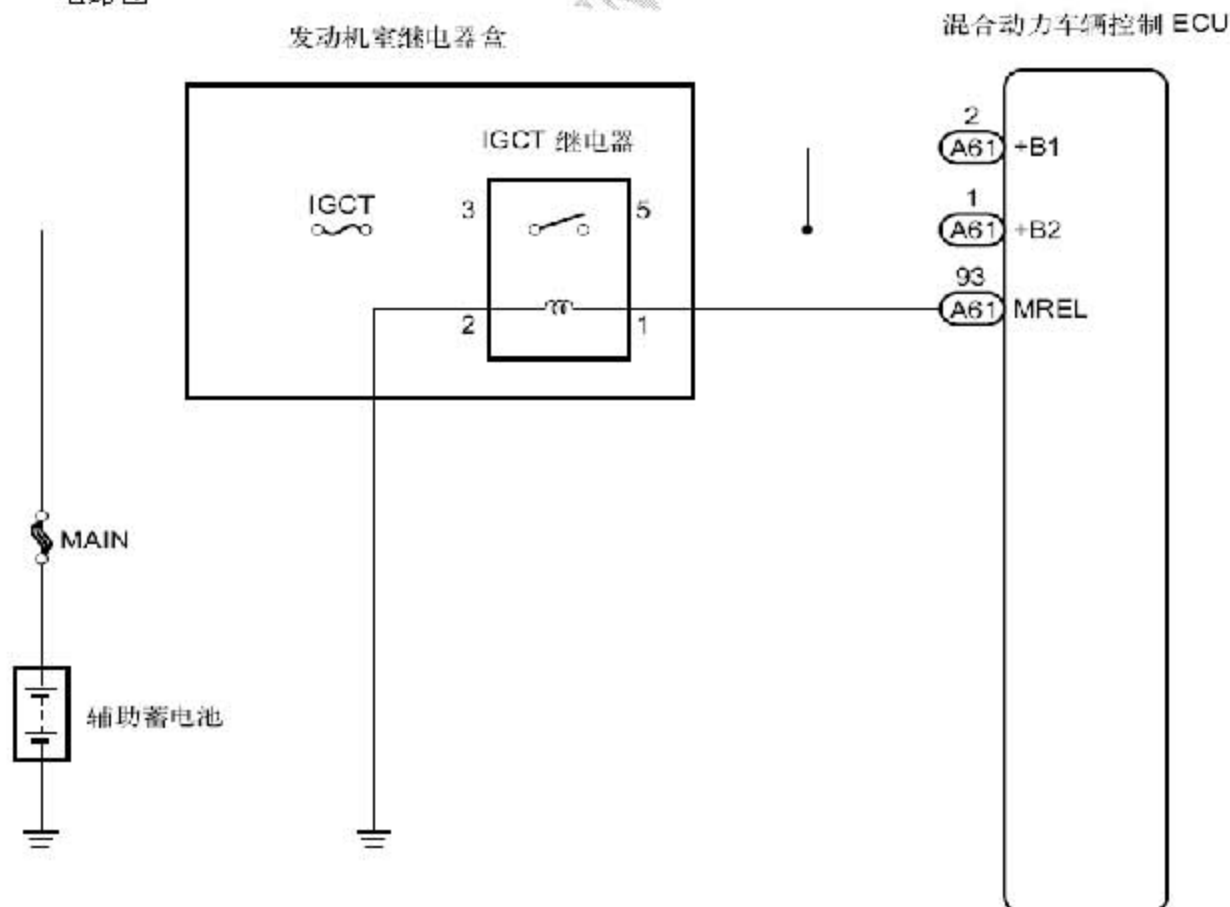 发动机室继电器盒
混合动力车辆控制 ECU
IGCT 继电器
IGCT
3
5
2
1
2
A61 +B1
1
A61 +B2
93
A61 MREL
MAIN
辅助蓄电池